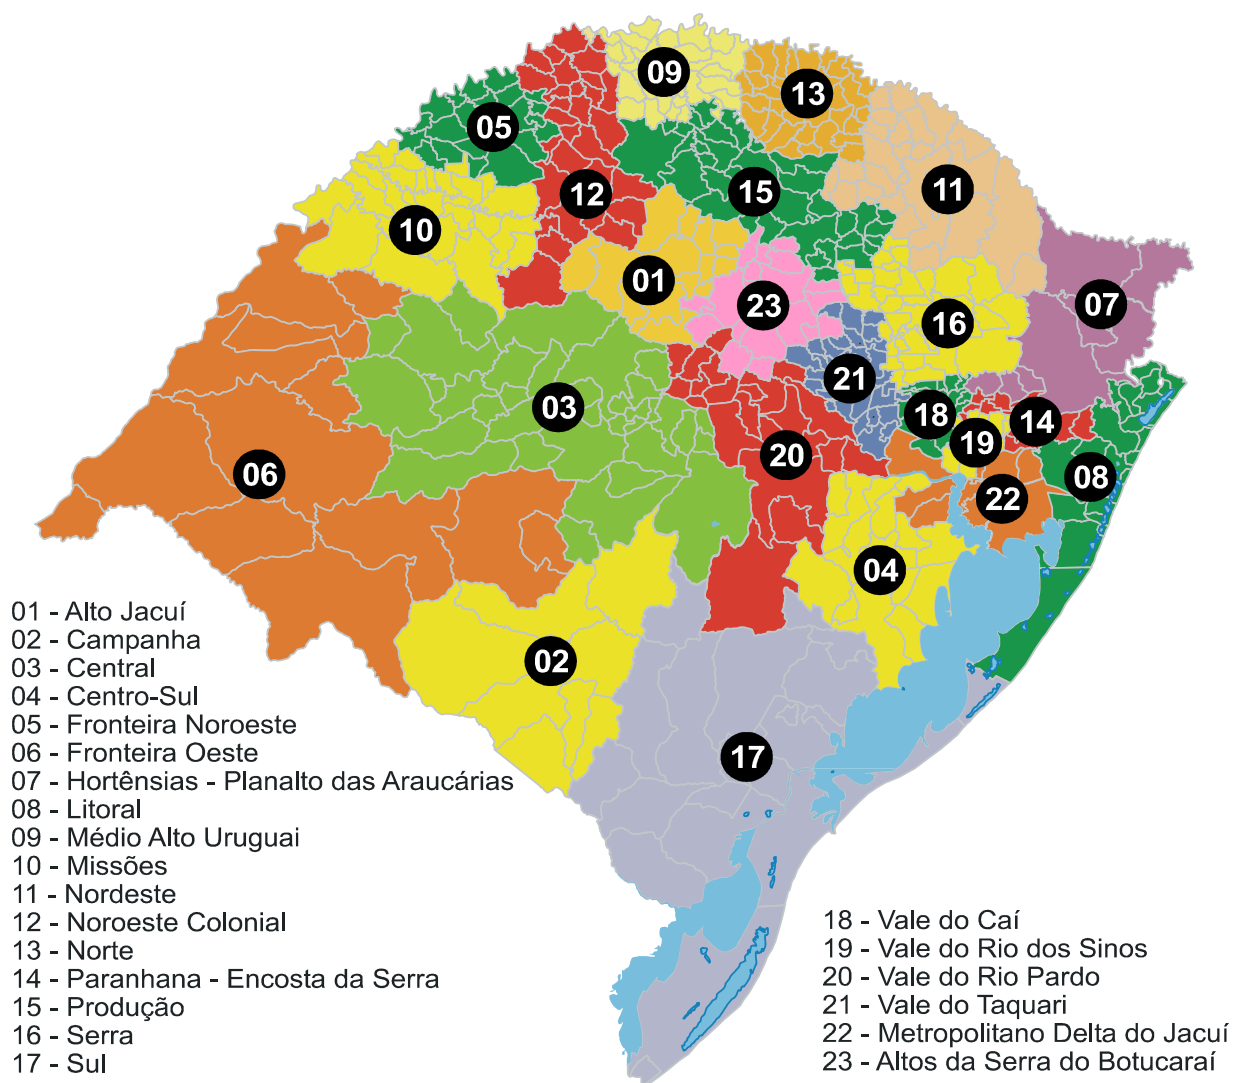 09
13
05
11
12
15
10
01
23
07
16
21
03
18
14
19
20
06
08
22
04
02
17
01 - Alto Jacuí
02 - Campanha
03 - Central
04 - Centro-Sul
05 - Fronteira Noroeste
06 - Fronteira Oeste
07 - Hortênsias - Planalto das Araucárias
08 - Litoral
09 - Médio Alto Uruguai
10 - Missões
11 - Nordeste
12 - Noroeste Colonial
13 - Norte
14 - Paranhana - Encosta da Serra
15 - Produção
16 - Serra
17 - Sul
18 - Vale do Caí
19 - Vale do Rio dos Sinos
20 - Vale do Rio Pardo
21 - Vale do Taquari
22 - Metropolitano Delta do Jacuí
23 - Altos da Serra do Botucaraí